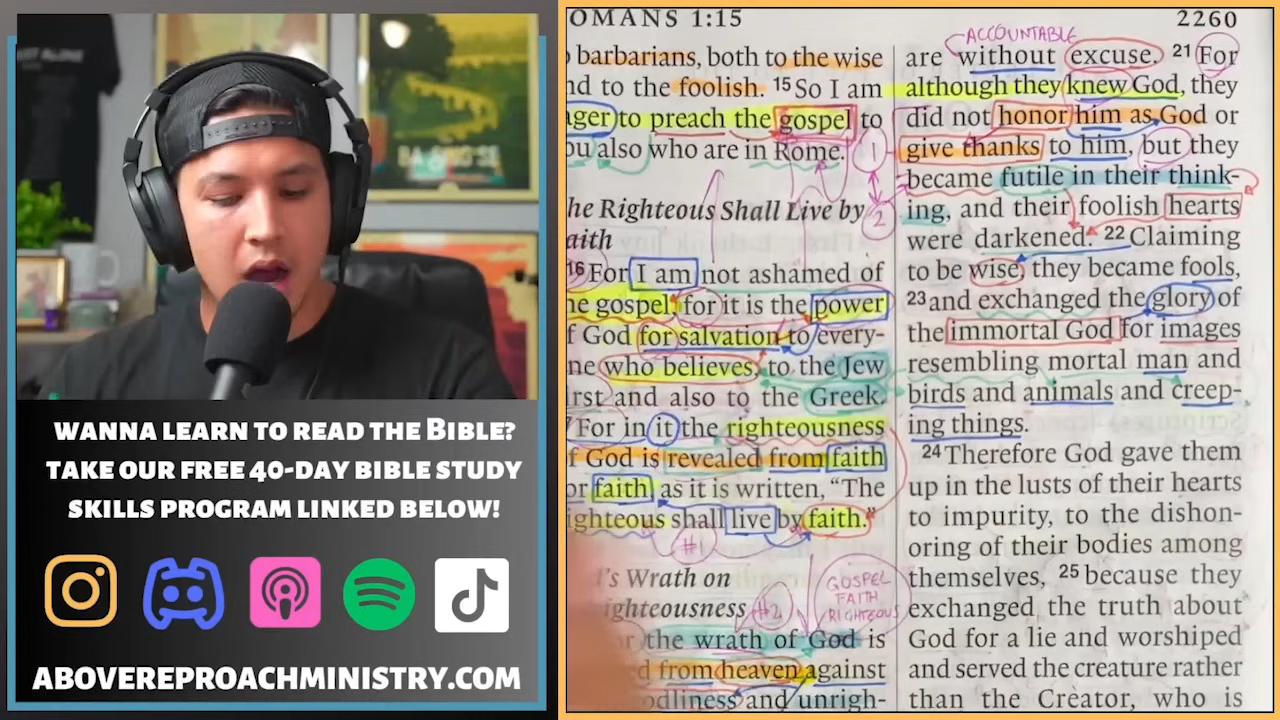 WANNA LEARN TO READ THE BIBLE?
TAKE OUR FREE 40-DAY BIBLE STUDY
SKILLS PROGRAM LINKED BELOW!
ABOVEREPROACHMINISTRY.COM
OMANS 1:15
2260
barbarians, both to the wise
nd to the foolish. 15 So I am
ager to preach the gospel to
ou also who are in Rome.
he Righteous Shall Live by
aith
16 For I am not ashamed of
he gospel, for it is the power
f God for salvation to every-
ne who believes, to the Jew
rst and also to the Greek.
7 For in it the righteousness
f God is revealed from faith
or faith, as it is written, “The
ighteous shall live by faith.”
#1
's Wrath on
ighteousness
#2
GOSPEL
FAITH
RIGHTEOUS
r the wrath of God is
d from heaven against
odliness and unrigh-
ACCOUNTABLE
are without excuse. 21 For
although they knew God, they
did not honor him as God or
give thanks to him, but they
became futile in their think-
ing, and their foolish hearts
were darkened. 22 Claiming
to be wise, they became fools,
23 and exchanged the glory of
the immortal God for images
resembling mortal man and
birds and animals and creep-
ing things.
24 Therefore God gave them
up in the lusts of their hearts
to impurity, to the dishon-
oring of their bodies among
themselves, 25 because they
exchanged the truth about
God for a lie and worshiped
and served the creature rather
than the Creator, who is
1
2